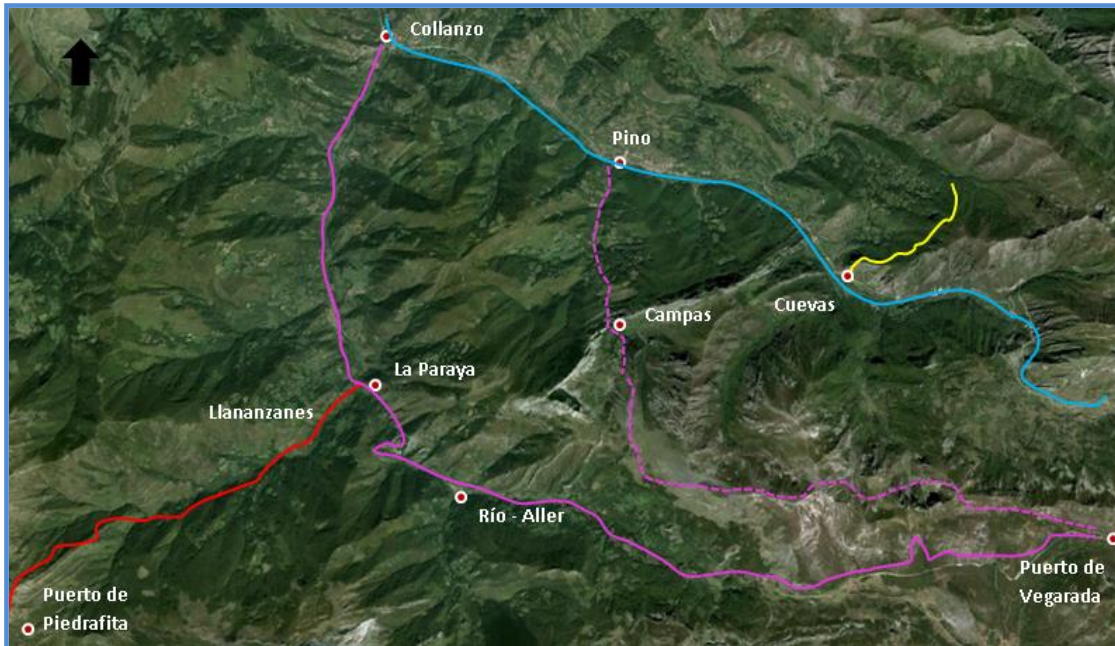 Collanzo
Pino
Cuevas
Campas
La Paraya
Llananzanes
Río - Aller
Puerto de
Vegarada
Puerto de
Piedrafita